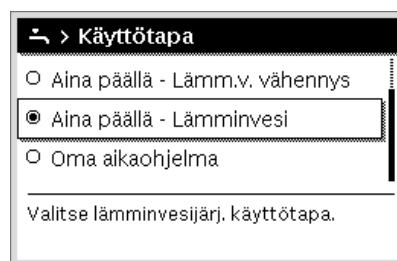 > Käyttötapa
Aina päällä - Lämm.v. vähennys
Aina päällä - Lämminvesi
Oma aikaohjelma
Valitse lämminvesijärj. käyttötapa.